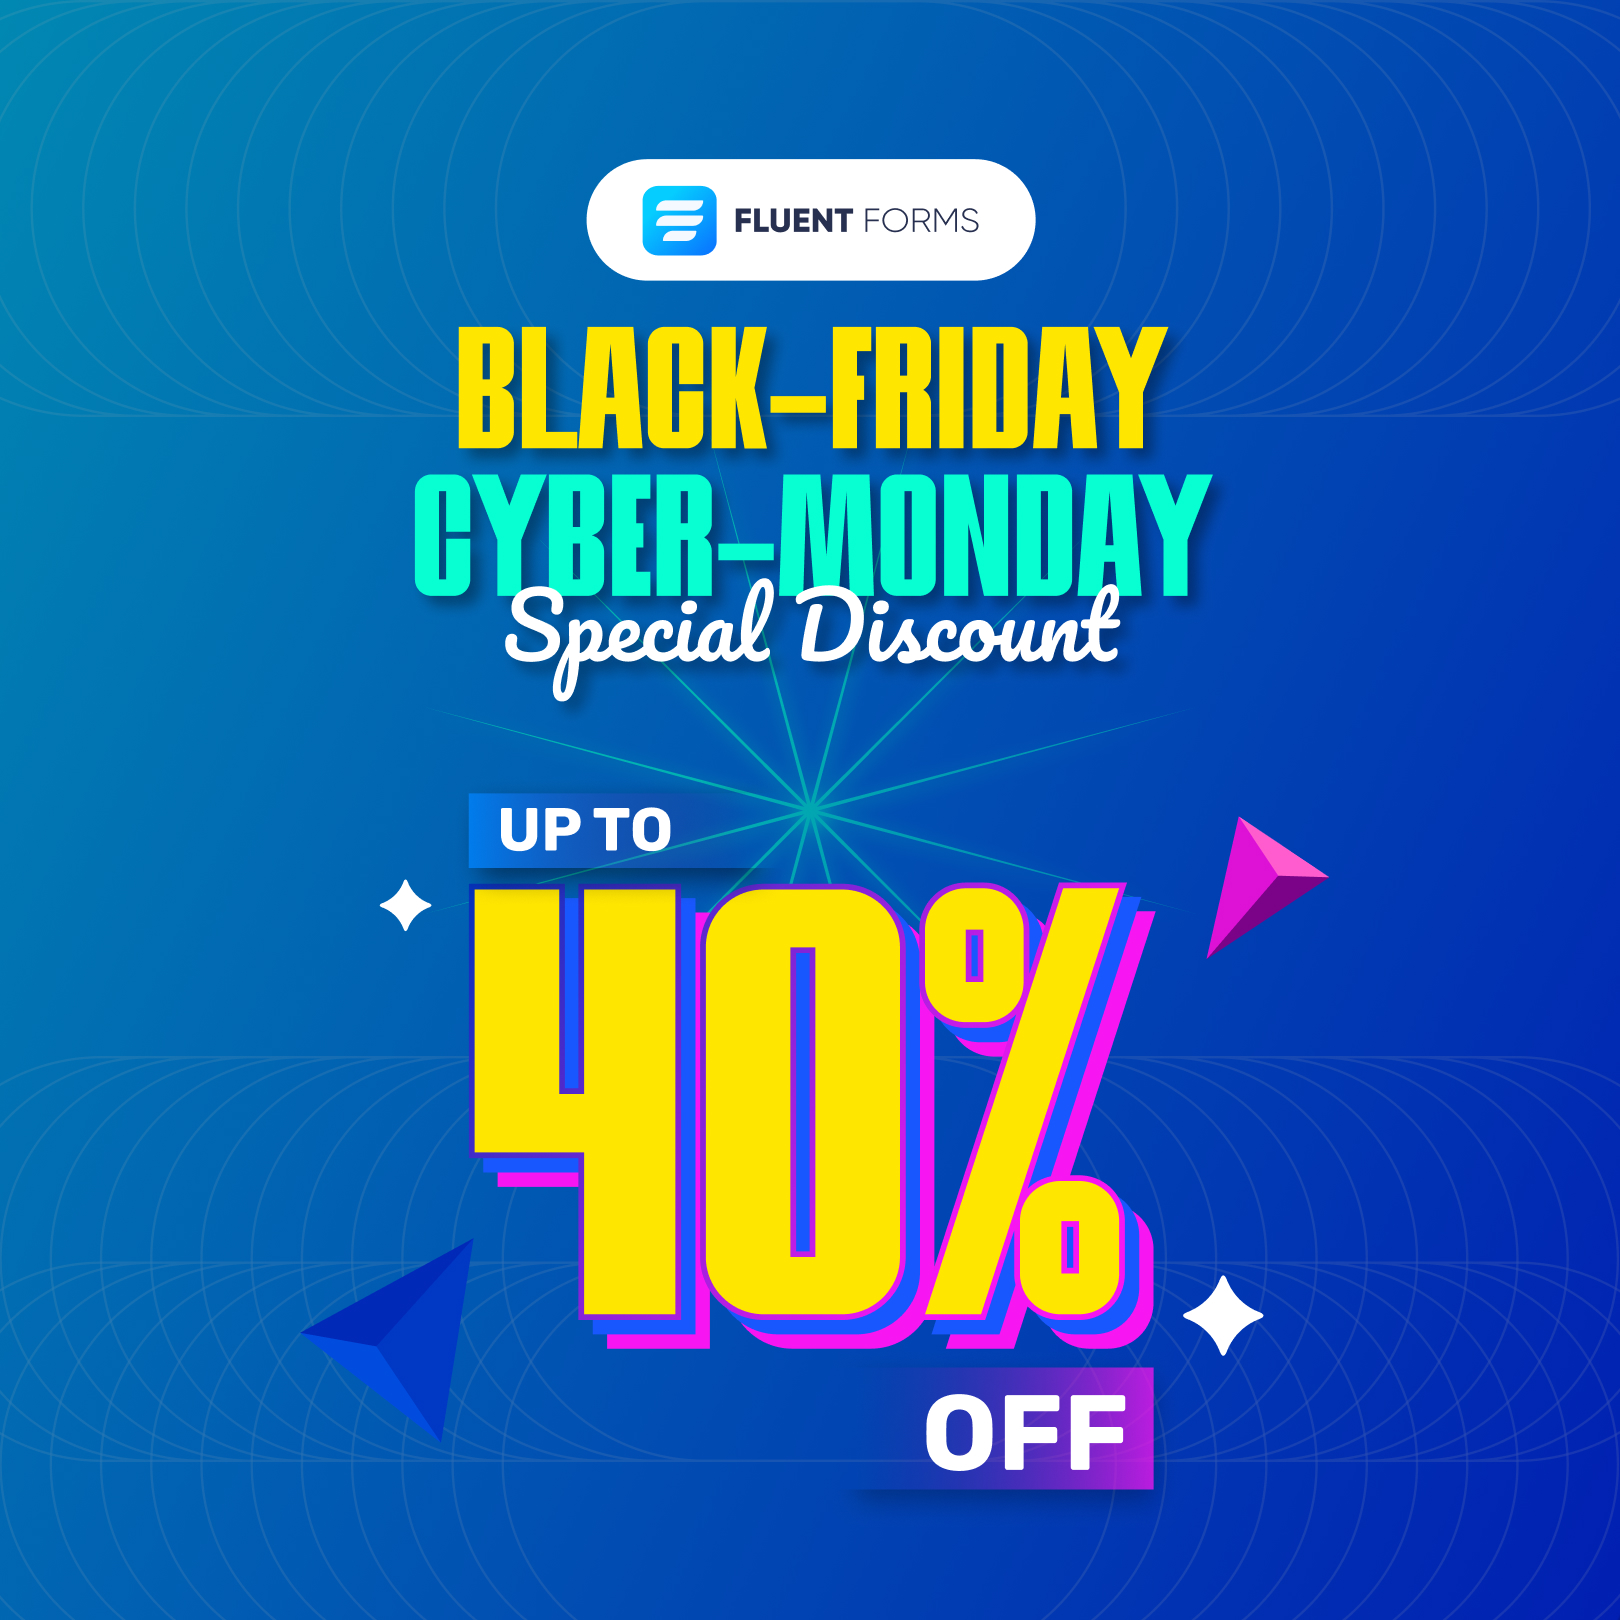 FLUENT FORMS
BLACK–FRIDAY
CYBER–MONDAY
Special Discount
UP TO
40%
OFF